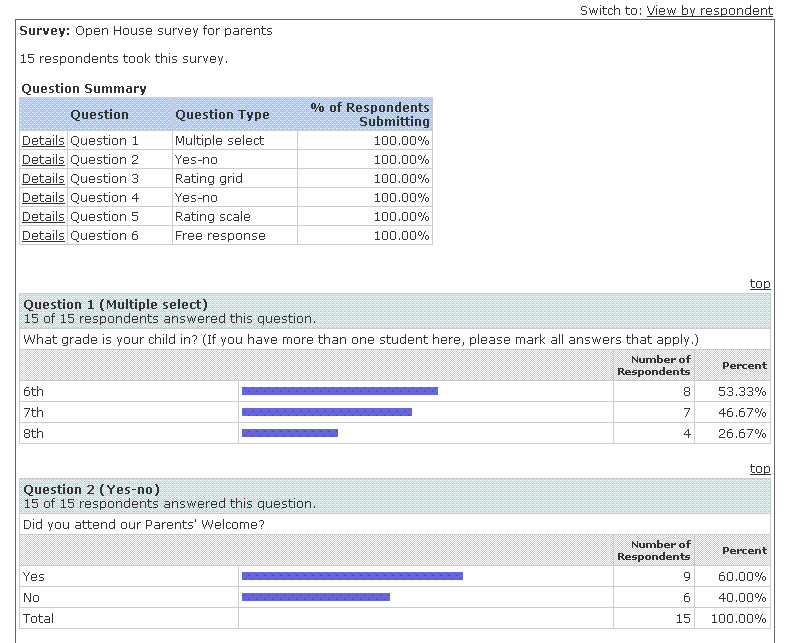 Switch to: View by respondent
Survey: Open House survey for parents
15 respondents took this survey.
Question Summary
Question Question Type % of Respondents Submitting
Details Question 1 Multiple select 100.00%
Details Question 2 Yes-no 100.00%
Details Question 3 Rating grid 100.00%
Details Question 4 Yes-no 100.00%
Details Question 5 Rating scale 100.00%
Details Question 6 Free response 100.00%
top
Question 1 (Multiple select)
15 of 15 respondents answered this question.
What grade is your child in? (If you have more than one student here, please mark all answers that apply.)
Number of Respondents Percent
6th 8 53.33%
7th 7 46.67%
8th 4 26.67%
top
Question 2 (Yes-no)
15 of 15 respondents answered this question.
Did you attend our Parents' Welcome?
Number of Respondents Percent
Yes 9 60.00%
No 6 40.00%
Total 15 100.00%